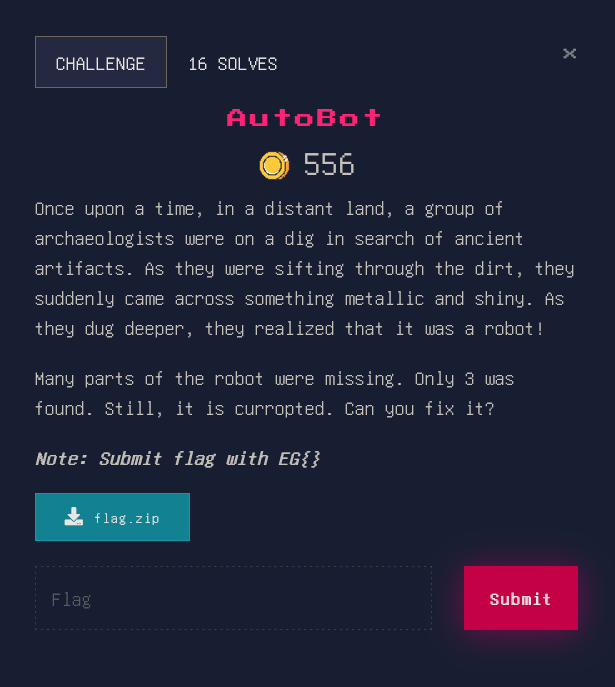 CHALLENGE
16 SOLVES
×
AutoBot
556
Once upon a time, in a distant land, a group of
archaeologists were on a dig in search of ancient
artifacts. As they were sifting through the dirt, they
suddenly came across something metallic and shiny. As
they dug deeper, they realized that it was a robot!
Many parts of the robot were missing. Only 3 was
found. Still, it is curropted. Can you fix it?
Note: Submit flag with EG{}
flag.zip
Flag
Submit